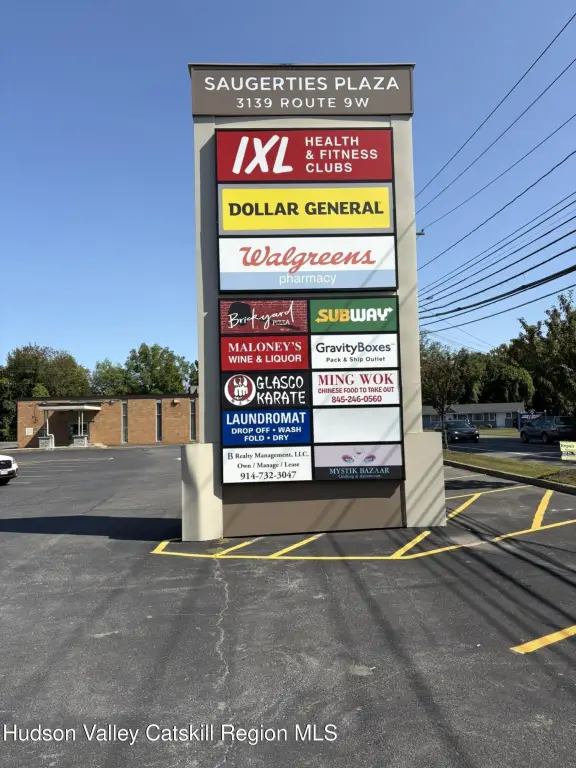 SAUGERTIES PLAZA
3139 ROUTE 9W
IXL HEALTH
& FITNESS
CLUBS
DOLLAR GENERAL
Walgreens
pharmacy
Brickyard
PIZZA
SUBWAY
MALONEY'S
WINE & LIQUOR
GravityBoxes™
Pack & Ship Outlet
GLASCO
KARATE
MING WOK
CHINESE FOOD TO TAKE OUT
845-246-0560
LAUNDROMAT
DROP OFF • WASH
FOLD • DRY
B Realty Management, LLC.
Own / Manage / Lease
914-732-3047
MYSTIK BAZAAR
Hudson Valley Catskill Region MLS